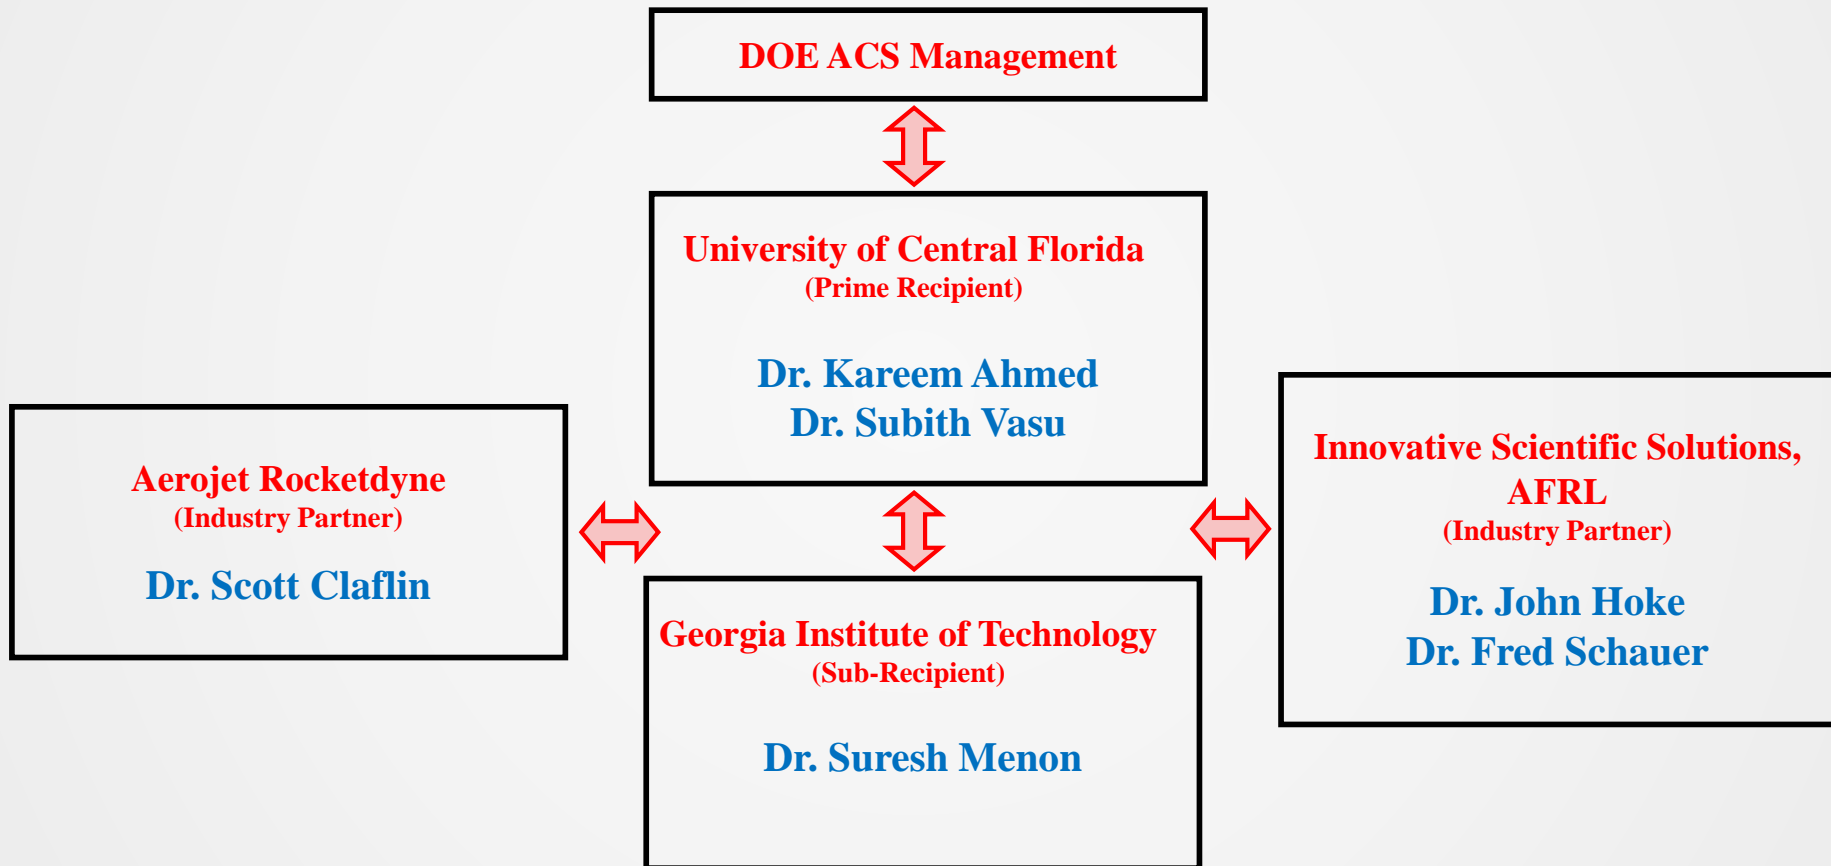 DOE ACS Management
University of Central Florida
(Prime Recipient)
Dr. Kareem Ahmed
Dr. Subith Vasu
Aerojet Rocketdyne
(Industry Partner)
Dr. Scott Claflin
Innovative Scientific Solutions,
AFRL
(Industry Partner)
Dr. John Hoke
Dr. Fred Schauer
Georgia Institute of Technology
(Sub-Recipient)
Dr. Suresh Menon